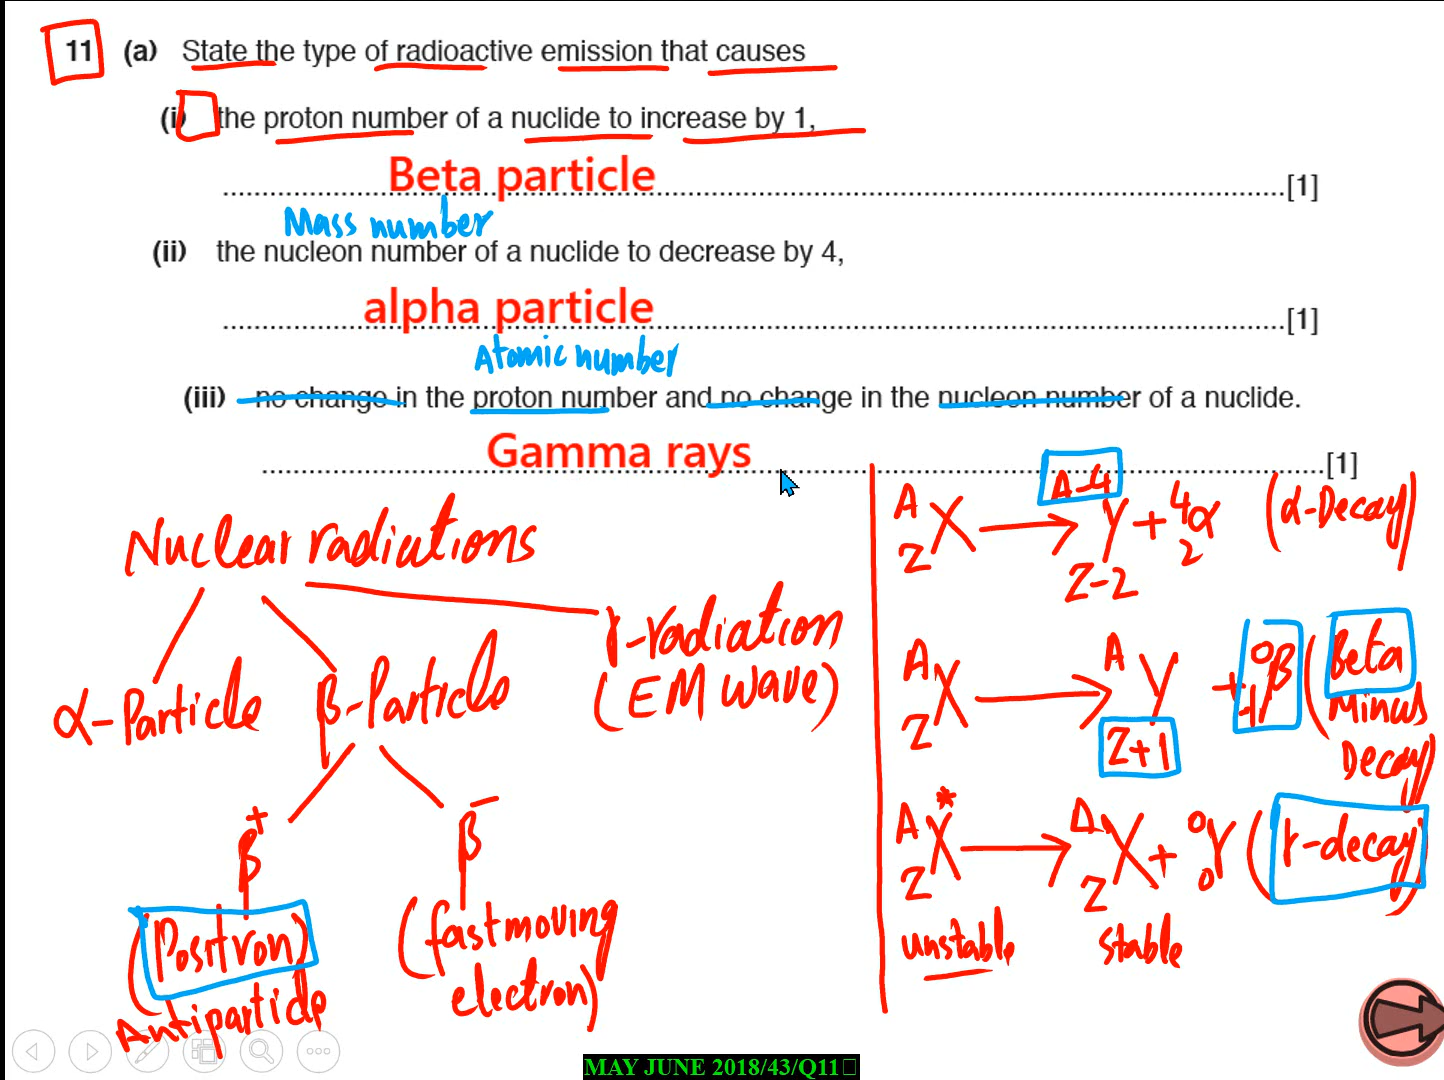 11 (a) State the type of radioactive emission that causes
(i) the proton number of a nuclide to increase by 1,
Beta particle
[1]
Mass number
(ii) the nucleon number of a nuclide to decrease by 4,
alpha particle
[1]
Atomic number
(iii) no change in the proton number and no change in the nucleon number of a nuclide.
Gamma rays
[1]
Nuclear radiations
α-Particle
β-Particle
γ-radiation
(EM wave)
β+
β−
(Positron)
Antiparticle
(fast moving
electron)
A Z X → A-4 Z-2 Y + 4 2 α (α-Decay)
A Z X → A Z+1 Y + 0 -1 β (Beta
Minus
Decay)
A Z X* → A Z X + 0 0 γ (γ-decay)
unstable
stable
MAY JUNE 2018/43/Q11